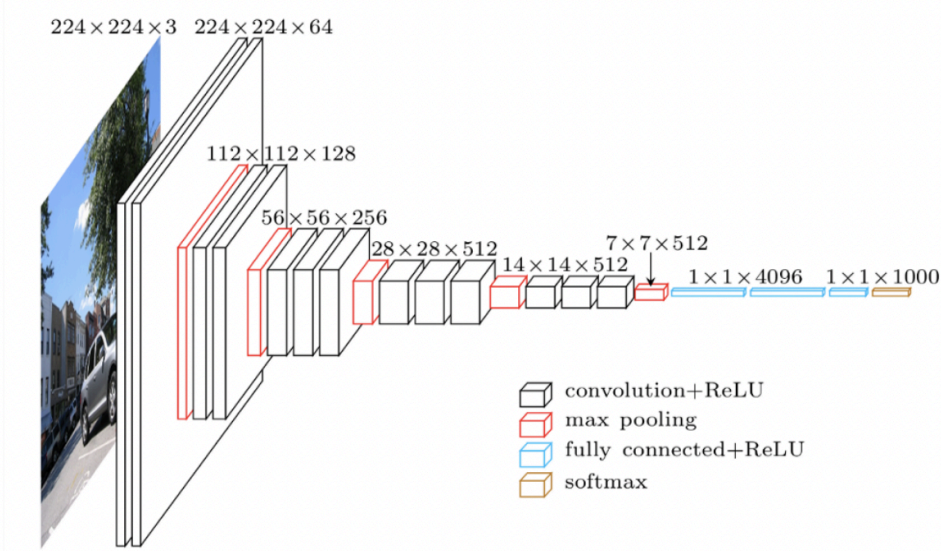 224×224×3
224×224×64
112×112×128
56×56×256
28×28×512
14×14×512
7×7×512
1×1×4096
1×1×1000
convolution+ReLU
max pooling
fully connected+ReLU
softmax